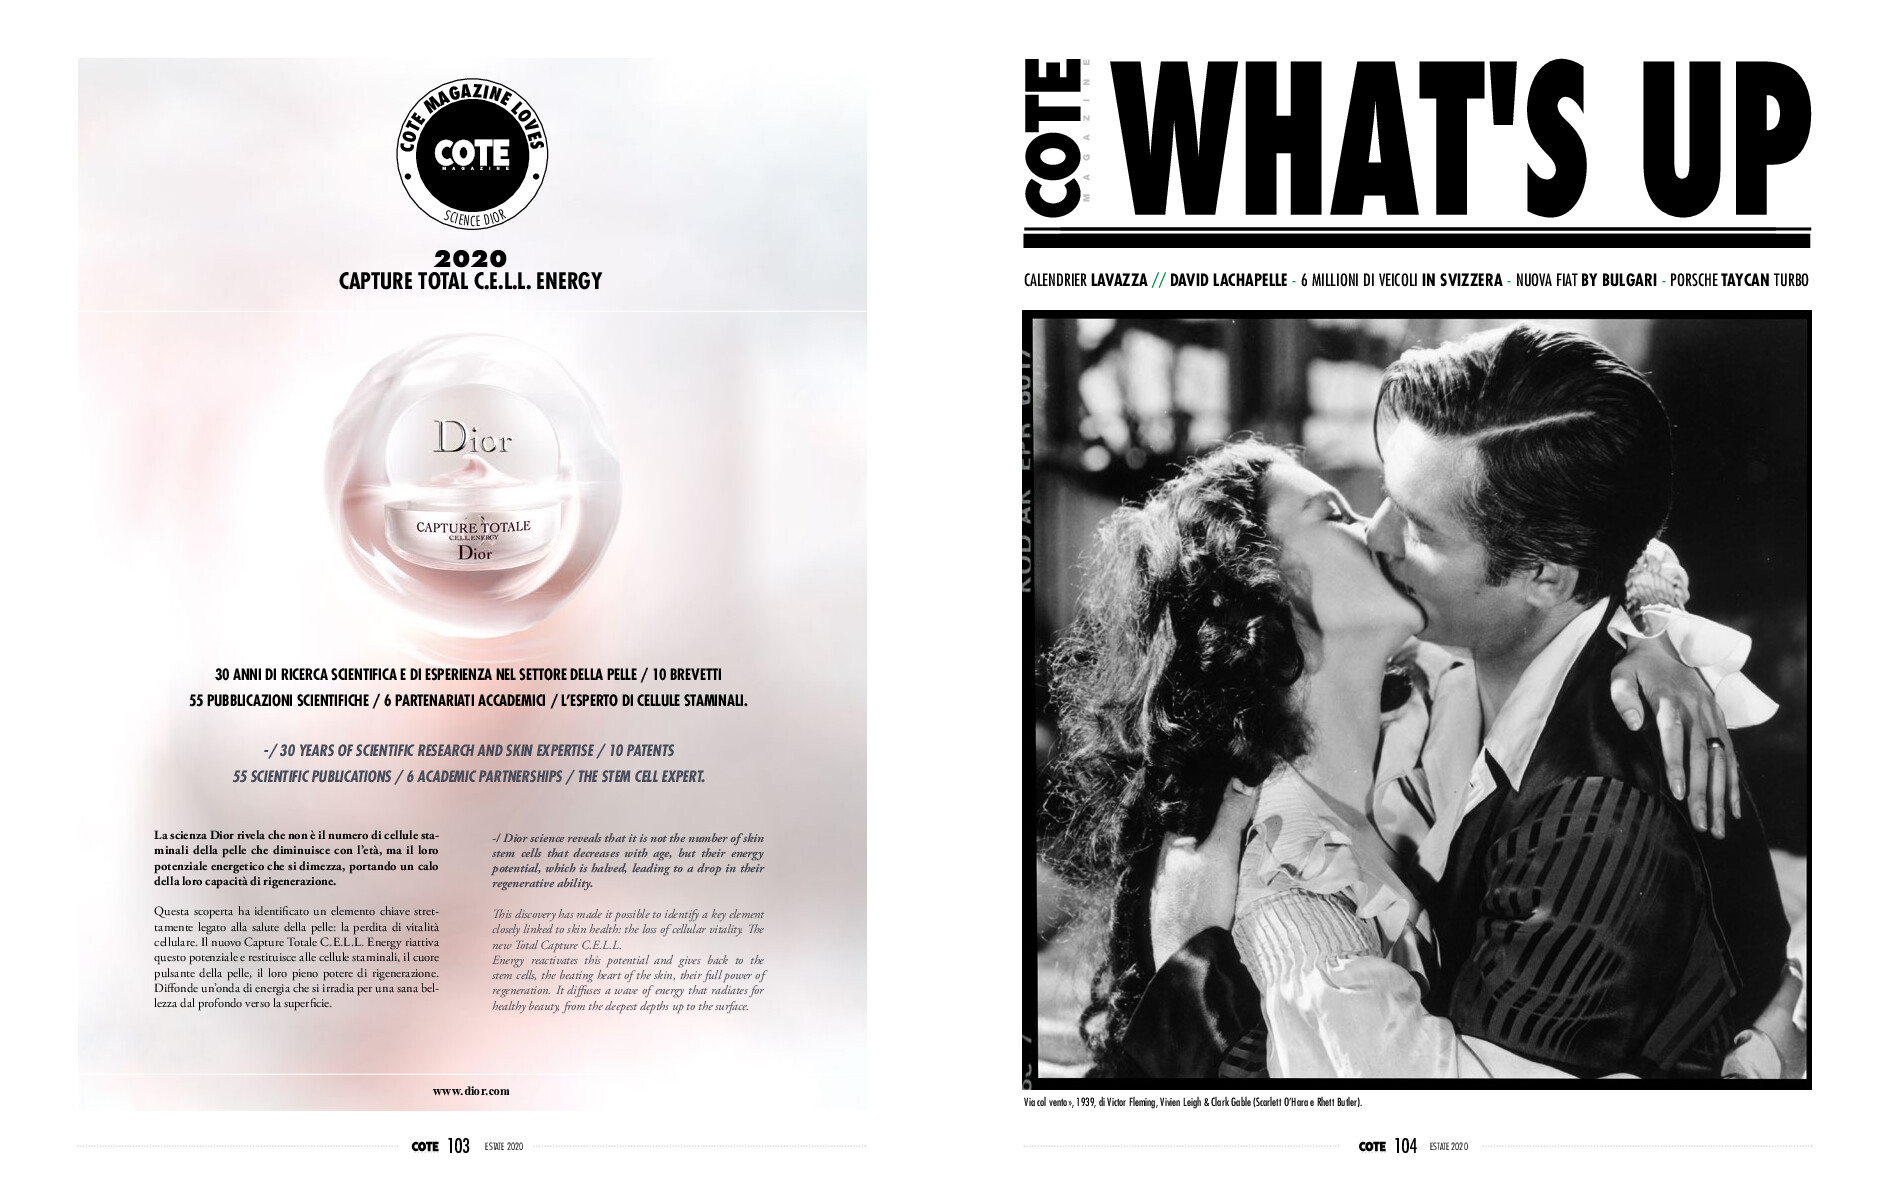 COTE MAGAZINE LOVES
COTE
MAGAZINE
SCIENCE DIOR
2020
CAPTURE TOTAL C.E.L.L. ENERGY
Dior
CAPTURE TOTALE
C.E.L.L. ENERGY
Dior
30 ANNI DI RICERCA SCIENTIFICA E DI ESPERIENZA NEL SETTORE DELLA PELLE / 10 BREVETTI
55 PUBBLICAZIONI SCIENTIFICHE / 6 PARTENARIATI ACCADEMICI / L'ESPERTO DI CELLULE STAMINALI.
-/ 30 YEARS OF SCIENTIFIC RESEARCH AND SKIN EXPERTISE / 10 PATENTS
55 SCIENTIFIC PUBLICATIONS / 6 ACADEMIC PARTNERSHIPS / THE STEM CELL EXPERT.
La scienza Dior rivela che non è il numero di cellule sta-
minali della pelle che diminuisce con l'età, ma il loro
potenziale energetico che si dimezza, portando un calo
della loro capacità di rigenerazione.
Questa scoperta ha identificato un elemento chiave stret-
tamente legato alla salute della pelle: la perdita di vitalità
cellulare. Il nuovo Capture Totale C.E.L.L. Energy riattiva
questo potenziale e restituisce alle cellule staminali, il cuore
pulsante della pelle, il loro pieno potere di rigenerazione.
Diffonde un'onda di energia che si irradia per una sana bel-
lezza dal profondo verso la superficie.
-/ Dior science reveals that it is not the number of skin
stem cells that decreases with age, but their energy
potential, which is halved, leading to a drop in their
regenerative ability.
This discovery has made it possible to identify a key element
closely linked to skin health: the loss of cellular vitality. The
new Total Capture C.E.L.L.
Energy reactivates this potential and gives back to the
stem cells, the beating heart of the skin, their full power of
regeneration. It diffuses a wave of energy that radiates for
healthy beauty, from the deepest depths up to the surface.
www.dior.com
COTE 103 ESTATE 2020
COTE
MAGAZINE
WHAT'S UP
CALENDRIER LAVAZZA // DAVID LACHAPELLE - 6 MILLIONI DI VEICOLI IN SVIZZERA - NUOVA FIAT BY BULGARI - PORSCHE TAYCAN TURBO
Via col vento», 1939, di Victor Fleming, Vivien Leigh & Clark Gable (Scarlett O'Hara e Rhett Butler).
COTE 104 ESTATE 2020